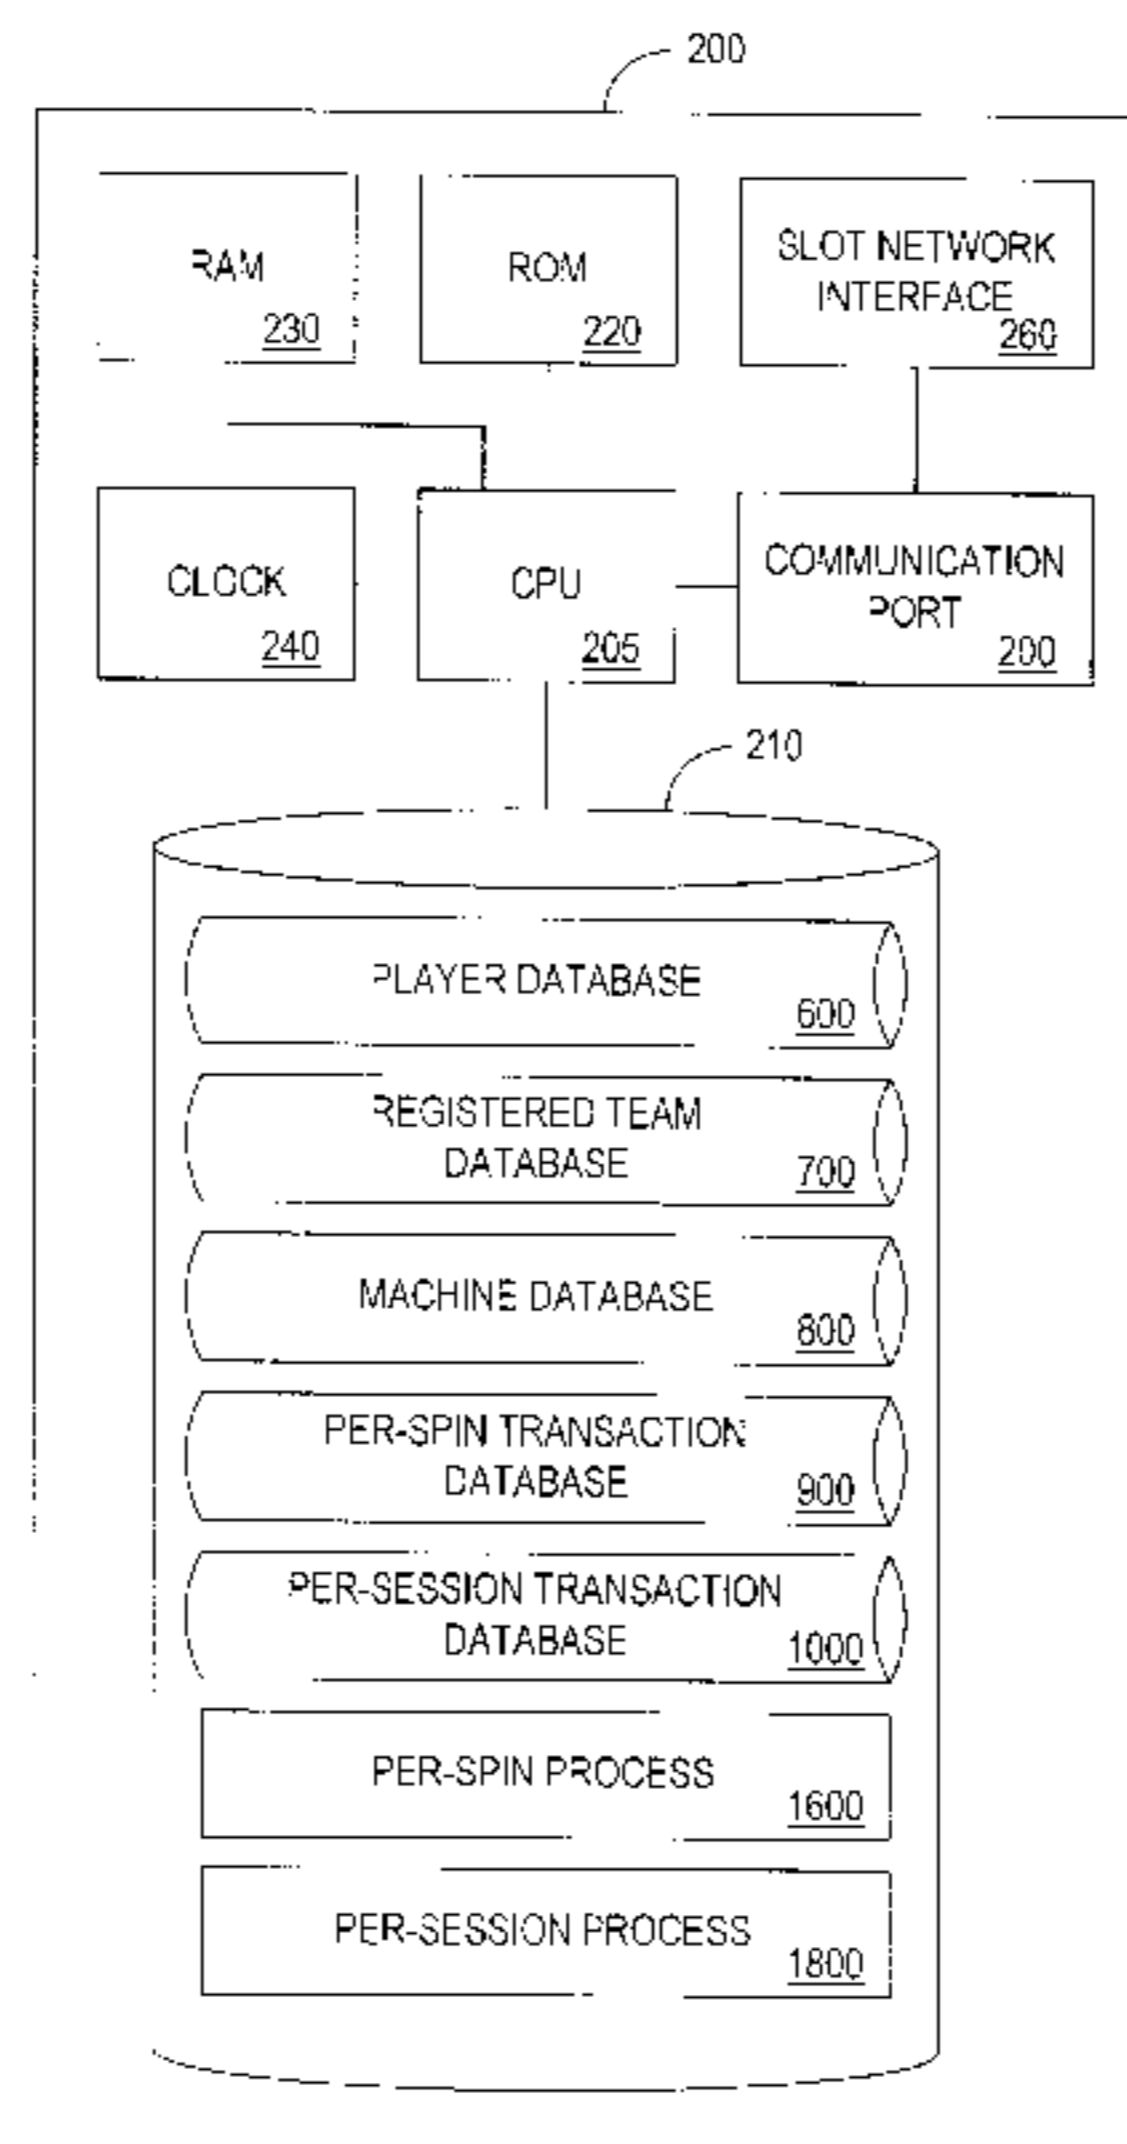 200
RAM
230
ROM
220
SLOT NETWORK
INTERFACE
260
CLOCK
240
CPU
205
COMMUNICATION
PORT
200
210
PLAYER DATABASE
600
REGISTERED TEAM
DATABASE
700
MACHINE DATABASE
800
PER-SPIN TRANSACTION
DATABASE
900
PER-SESSION TRANSACTION
DATABASE
1000
PER-SPIN PROCESS
1600
PER-SESSION PROCESS
1800